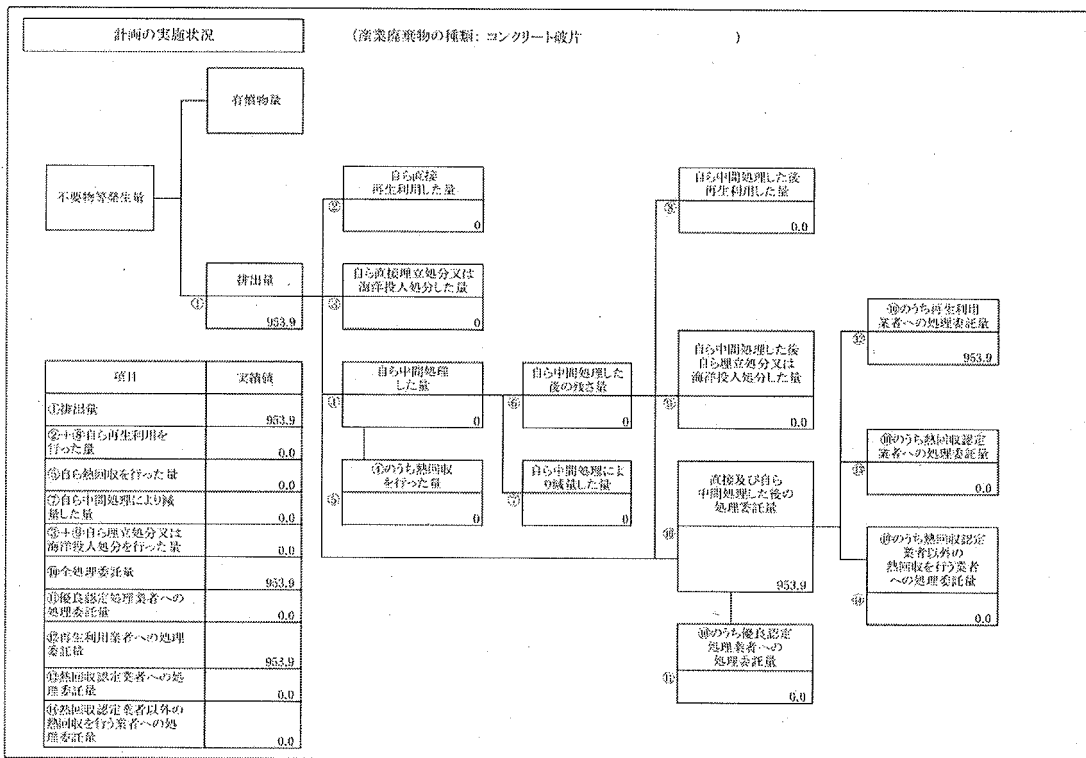 計画の実施状況
(産業廃棄物の種類: コンクリート破片 )
有償物量
不要物等発生量
排出量
①
953.9
自ら直接
再生利用した量
②
0
自ら直接埋立処分又は
海洋投入処分した量
③
0
自ら中間処理
した量
④
0
④のうち熱回収
を行った量
⑤
0
自ら中間処理した
後の残さ量
⑥
0
自ら中間処理によ
り減量した量
⑦
0
自ら中間処理した後
再生利用した量
⑧
0.0
自ら中間処理した後
自ら埋立処分又は
海洋投入処分した量
⑨
0.0
直接及び自ら
中間処理した後の
処理委託量
⑩
953.9
⑩のうち優良認定
処理業者への
処理委託量
⑪
0.0
⑩のうち再生利用
業者への処理委託量
⑫
953.9
⑩のうち熱回収認定
業者への処理委託量
⑬
0.0
⑩のうち熱回収認定
業者以外の
熱回収を行う業者
への処理委託量
⑭
0.0
項目 実績値
①排出量 953.9
②+⑧自ら再生利用を
行った量 0.0
⑤自ら熱回収を行った量 0.0
⑦自ら中間処理により減
量した量 0.0
③+⑨自ら埋立処分又は
海洋投入処分を行った量 0.0
⑩全処理委託量 953.9
⑪優良認定処理業者への
処理委託量 0.0
⑫再生利用業者への処理
委託量 953.9
⑬熱回収認定業者への処
理委託量 0.0
⑭熱回収認定業者以外の
熱回収を行う業者への処
理委託量 0.0